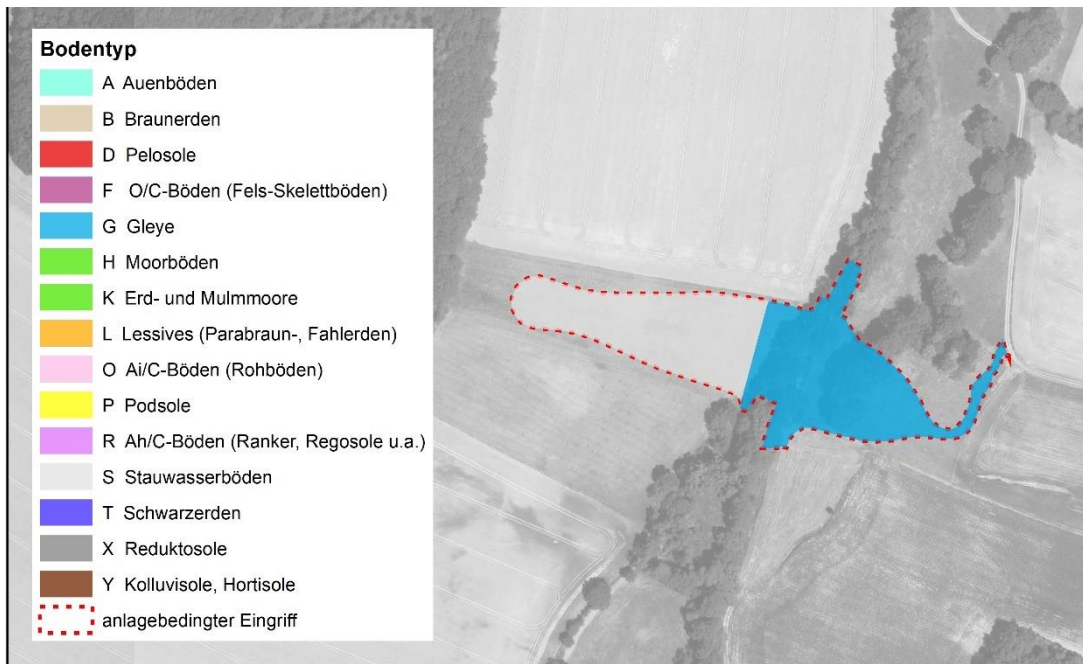 Bodentyp
A Auenböden
B Braunerden
D Pelosole
F O/C-Böden (Fels-Skelettböden)
G Gleye
H Moorböden
K Erd- und Mulmmoore
L Lessives (Parabraun-, Fahlerden)
O Ai/C-Böden (Rohböden)
P Podsole
R Ah/C-Böden (Ranker, Regosole u.a.)
S Stauwasserböden
T Schwarzerden
X Reduktosole
Y Kolluvisole, Hortisole
anlagebedingter Eingriff